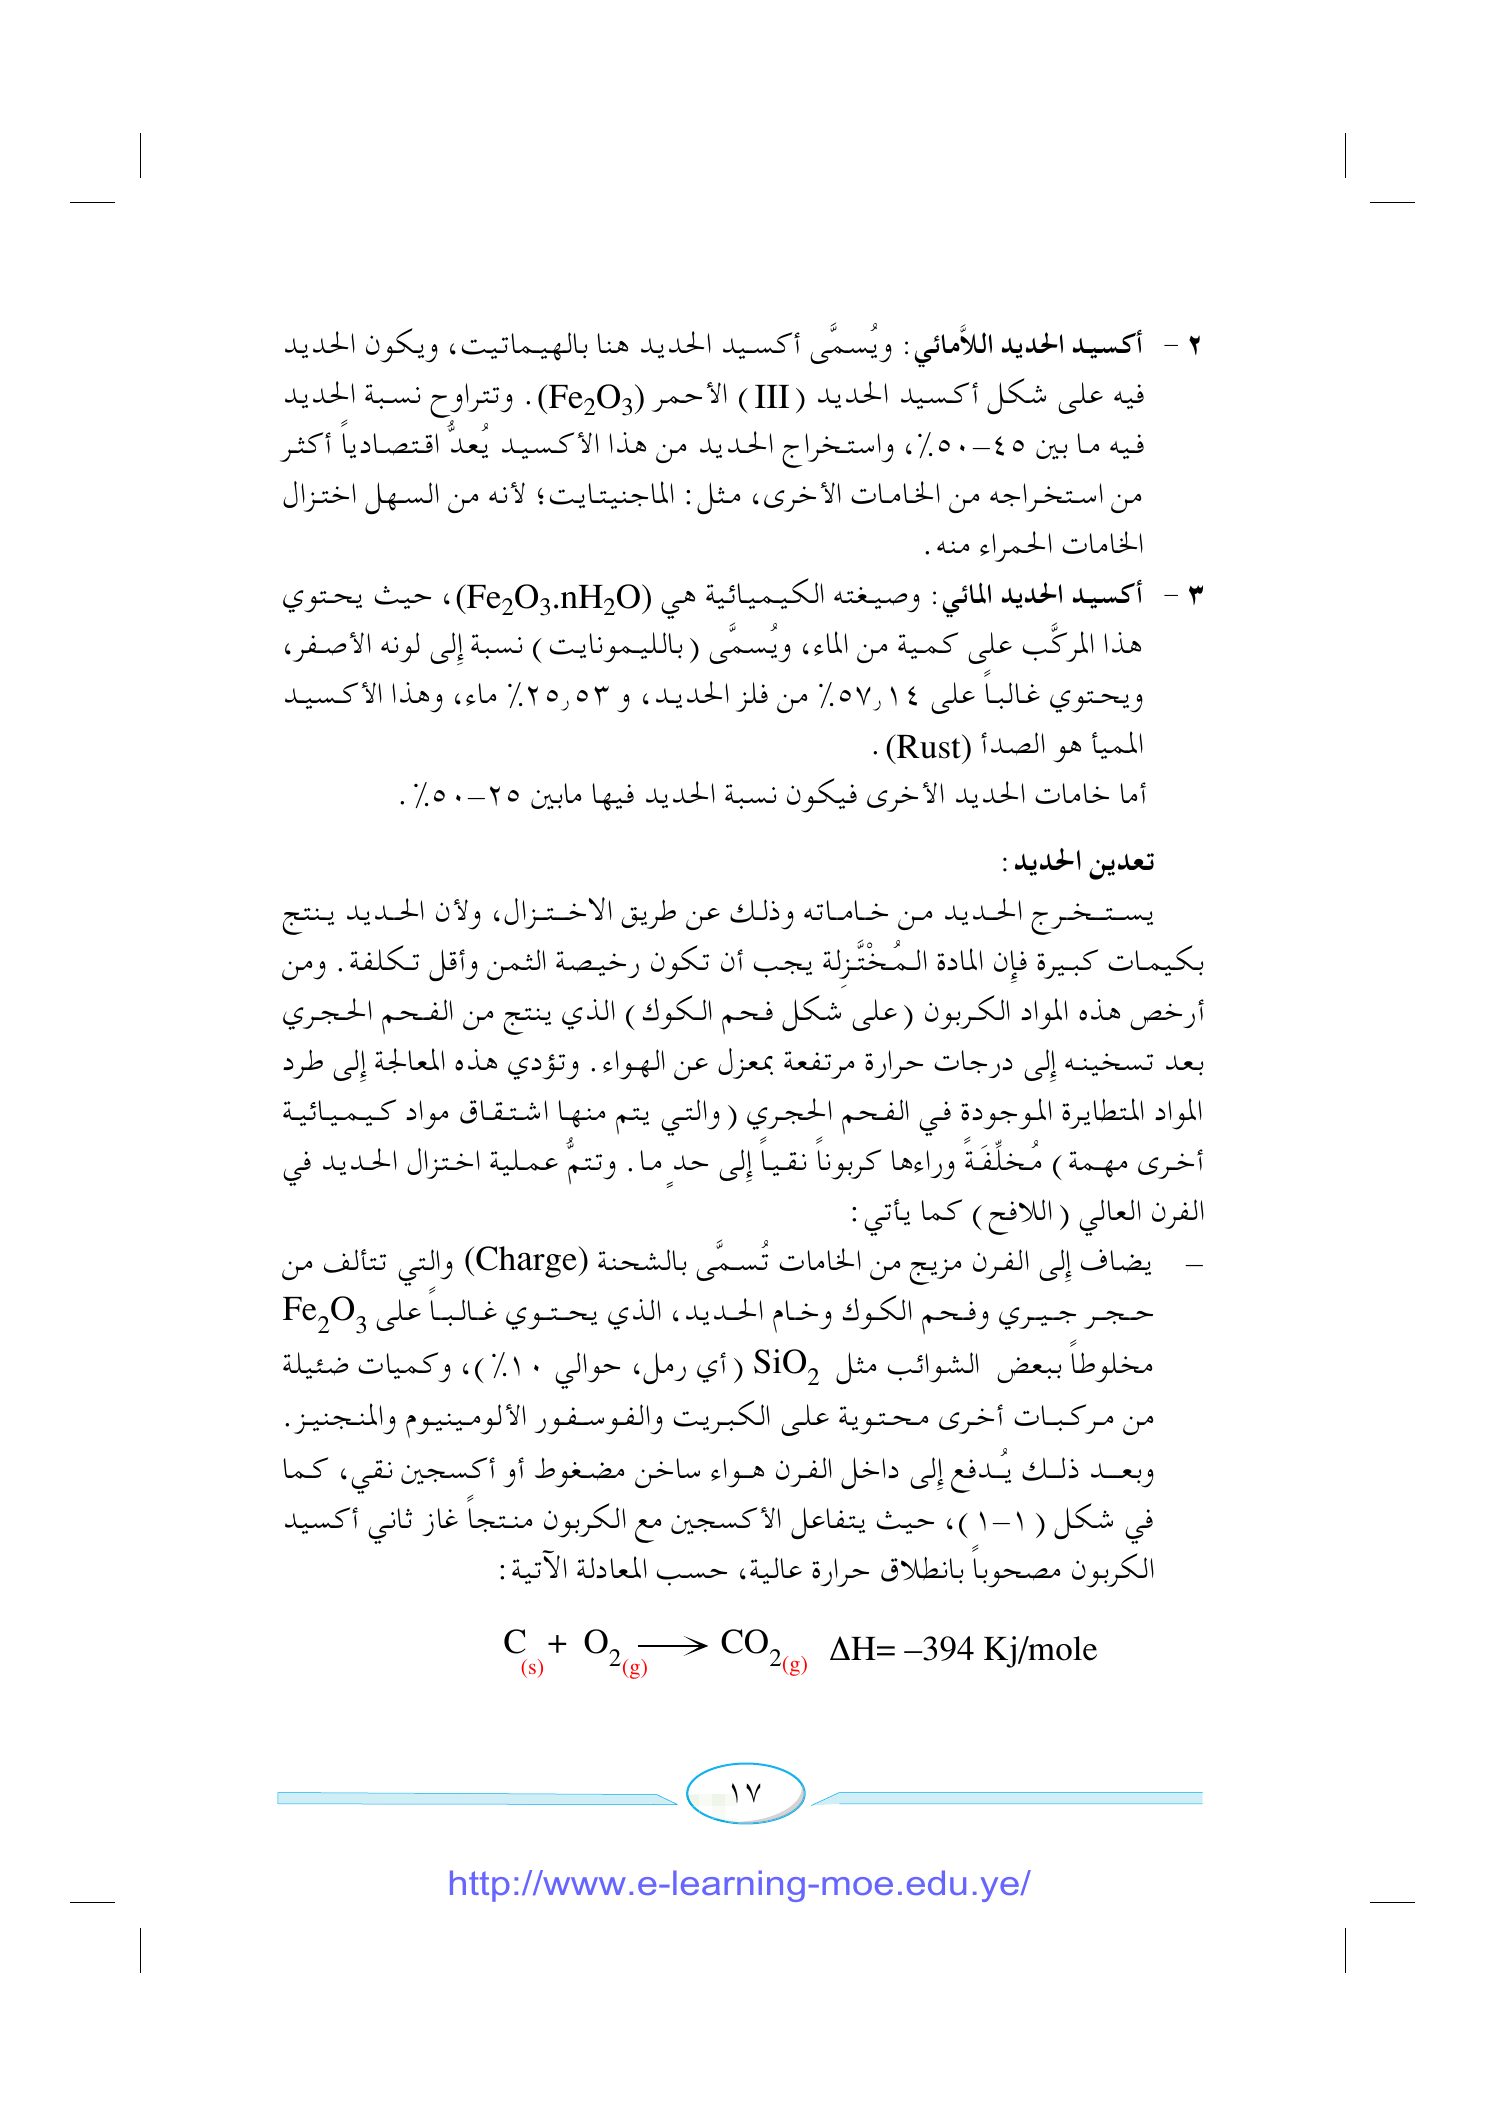 ٢ - أكسيد الحديد اللاَّمائي: ويُسمَّى أكسيد الحديد هنا بالهيماتيت، ويكون الحديد
فيه على شكل أكسيد الحديد (III) الأحمر (Fe2O3). وتتراوح نسبة الحديد
فيه ما بين ٤٥-٥٠٪، واستخراج الحديد من هذا الأكسيد يُعدُّ اقتصادياً أكثر
من استخراجه من الخامات الأخرى، مثل: الماجنيتايت؛ لأنه من السهل اختزال
الخامات الحمراء منه.
٣ - أكسيد الحديد المائي: وصيغته الكيميائية هي (Fe2O3.nH2O)، حيث يحتوي
هذا المركَّب على كمية من الماء، ويُسمَّى (بالليمونايت) نسبة إلى لونه الأصفر،
ويحتوي غالباً على ٥٧,١٤٪ من فلز الحديد، و ٢٥,٥٣٪ ماء، وهذا الأكسيد
المميأ هو الصدأ (Rust).
أما خامات الحديد الأخرى فيكون نسبة الحديد فيها مابين ٢٥-٥٠٪.
تعدين الحديد:
يستخرج الحديد من خاماته وذلك عن طريق الاختزال، ولأن الحديد ينتج
بكيمات كبيرة فإن المادة المُخْتَّزِلة يجب أن تكون رخيصة الثمن وأقل تكلفة. ومن
أرخص هذه المواد الكربون (على شكل فحم الكوك) الذي ينتج من الفحم الحجري
بعد تسخينه إلى درجات حرارة مرتفعة بمعزل عن الهواء. وتؤدي هذه المعالجة إلى طرد
المواد المتطايرة الموجودة في الفحم الحجري (والتي يتم منها اشتقاق مواد كيميائية
أخرى مهمة) مُخلِّفَةً وراءها كربوناً نقياً إلى حدٍ ما. وتتمُّ عملية اختزال الحديد في
الفرن العالي (اللافح) كما يأتي:
– يضاف إلى الفرن مزيج من الخامات تُسمَّى بالشحنة (Charge) والتي تتألف من
حجر جيري وفحم الكوك وخام الحديد، الذي يحتوي غالباً على Fe2O3
مخلوطاً ببعض الشوائب مثل SiO2 (أي رمل، حوالي ١٠٪)، وكميات ضئيلة
من مركبات أخرى محتوية على الكبريت والفوسفور الألومينيوم والمنجنيز.
وبعد ذلك يُدفع إلى داخل الفرن هواء ساخن مضغوط أو أكسجين نقي، كما
في شكل (١-١)، حيث يتفاعل الأكسجين مع الكربون منتجاً غاز ثاني أكسيد
الكربون مصحوباً بانطلاق حرارة عالية، حسب المعادلة الآتية:
C(s) + O2(g) ⟶ CO2(g) ΔH= –394 Kj/mole
١٧
http://www.e-learning-moe.edu.ye/